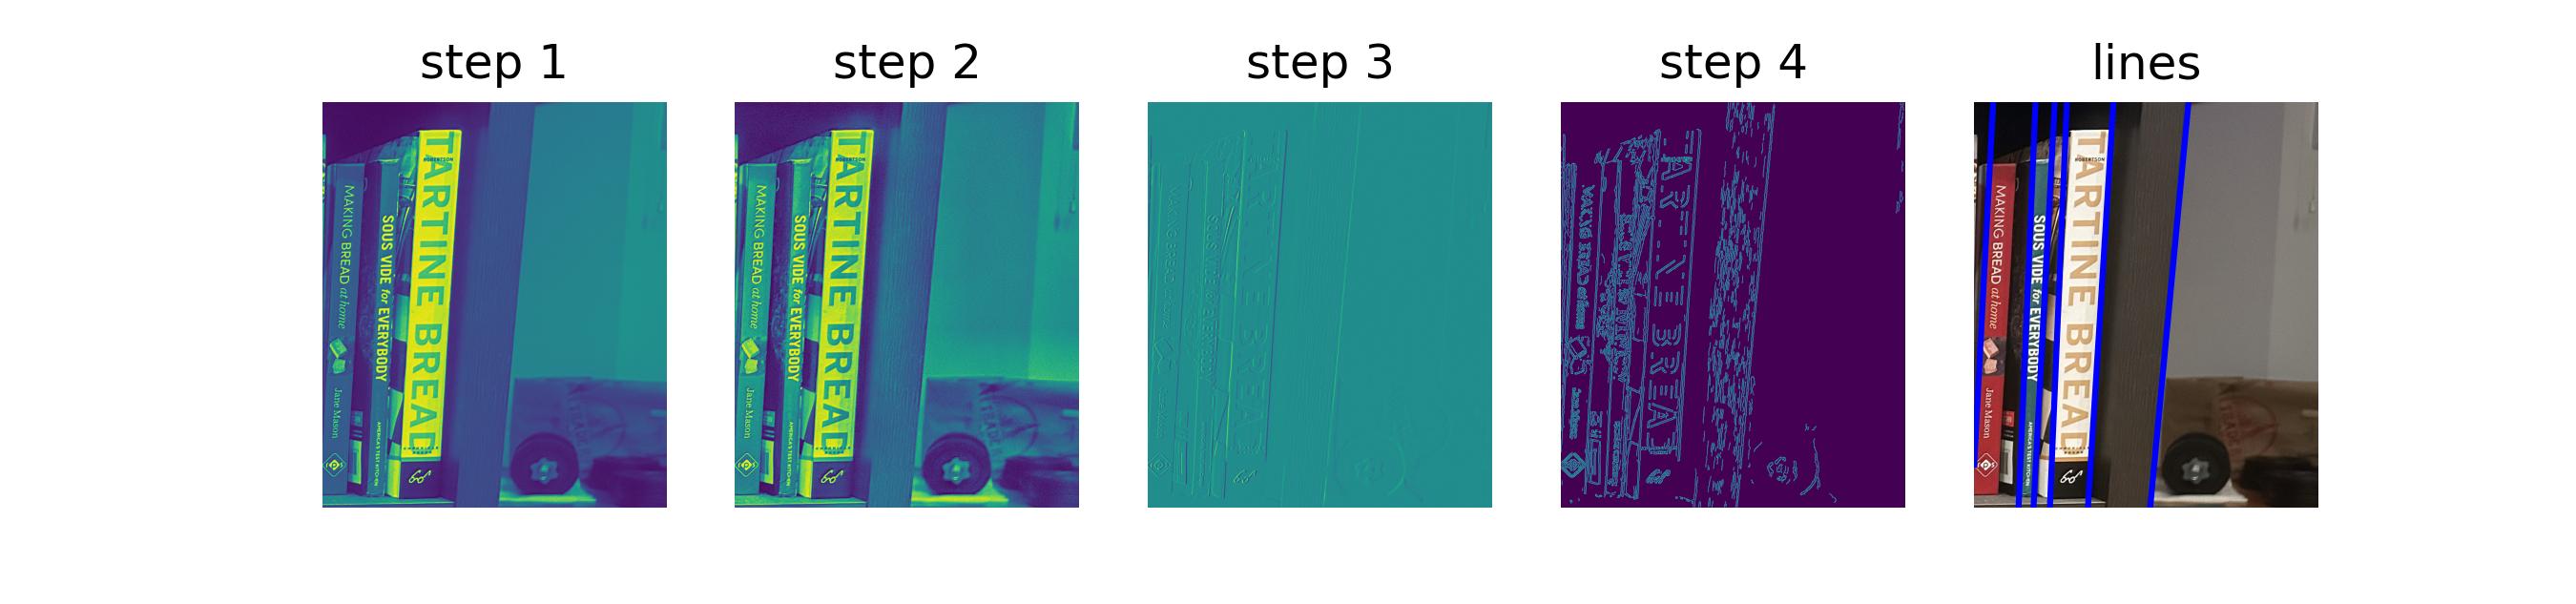 step 1
step 2
step 3
step 4
lines
MAKING BREAD at home
Jane Mason
SOUS VIDE for EVERYBODY
AMERICA'S TEST KITCHEN
ROBERTSON
TARTINE BREAD
MAKING BREAD at home
Jane Mason
SOUS VIDE for EVERYBODY
AMERICA'S TEST KITCHEN
ROBERTSON
TARTINE BREAD
MAKING BREAD at home
Jane Mason
SOUS VIDE for EVERYBODY
AMERICA'S TEST KITCHEN
ROBERTSON
TARTINE BREAD